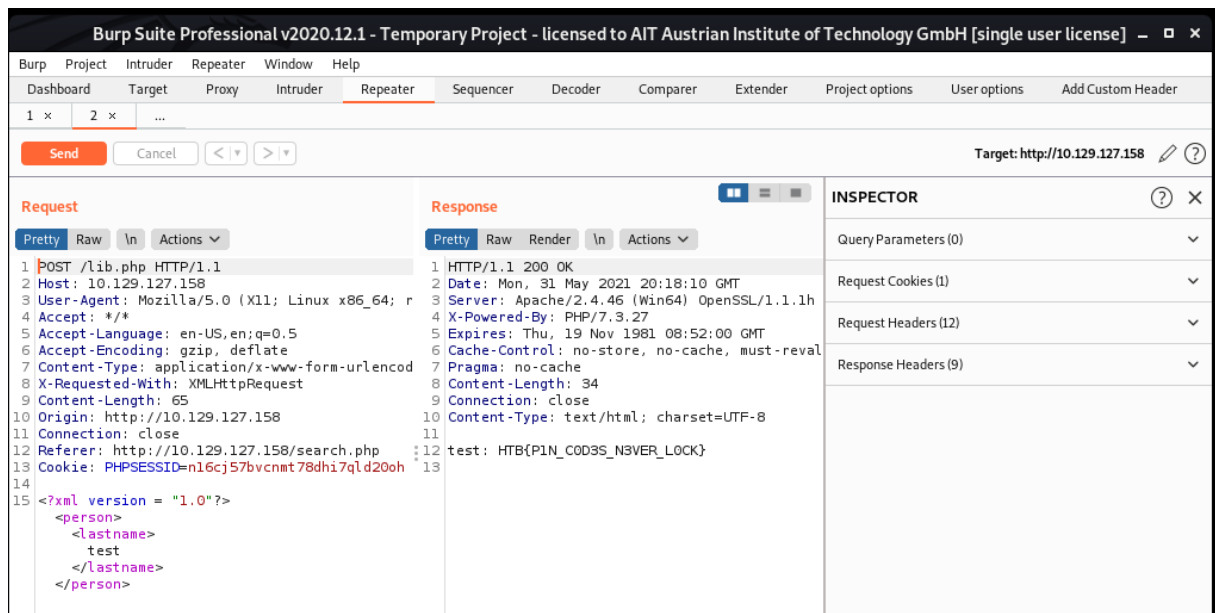 Burp Suite Professional v2020.12.1 - Temporary Project - licensed to AIT Austrian Institute of Technology GmbH [single user license]
Burp Project Intruder Repeater Window Help
Dashboard Target Proxy Intruder Repeater Sequencer Decoder Comparer Extender Project options User options Add Custom Header
1 × 2 × ...
Send Cancel < > Target: http://10.129.127.158
Request
Pretty Raw \n Actions
1 POST /lib.php HTTP/1.1
2 Host: 10.129.127.158
3 User-Agent: Mozilla/5.0 (X11; Linux x86_64; r
4 Accept: */*
5 Accept-Language: en-US,en;q=0.5
6 Accept-Encoding: gzip, deflate
7 Content-Type: application/x-www-form-urlencod
8 X-Requested-With: XMLHttpRequest
9 Content-Length: 65
10 Origin: http://10.129.127.158
11 Connection: close
12 Referer: http://10.129.127.158/search.php
13 Cookie: PHPSESSID=n16cj57bvcnmt78dhi7qld20oh
14
15 <?xml version = "1.0"?>
<person>
<lastname>
test
</lastname>
</person>
Response
Pretty Raw Render \n Actions
1 HTTP/1.1 200 OK
2 Date: Mon, 31 May 2021 20:18:10 GMT
3 Server: Apache/2.4.46 (Win64) OpenSSL/1.1.1h
4 X-Powered-By: PHP/7.3.27
5 Expires: Thu, 19 Nov 1981 08:52:00 GMT
6 Cache-Control: no-store, no-cache, must-reval
7 Pragma: no-cache
8 Content-Length: 34
9 Connection: close
10 Content-Type: text/html; charset=UTF-8
11
12 test: HTB{P1N_C0D3S_N3VER_L0CK}
13
INSPECTOR
Query Parameters (0)
Request Cookies (1)
Request Headers (12)
Response Headers (9)